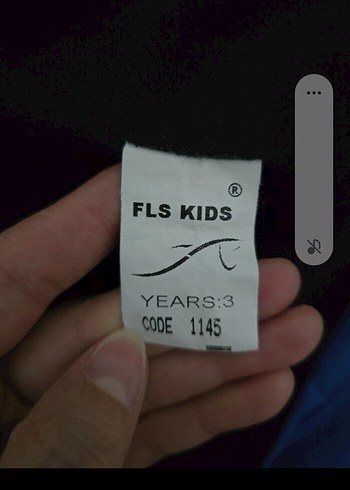 ®
FLS KIDS
YEARS:3
CODE 1145